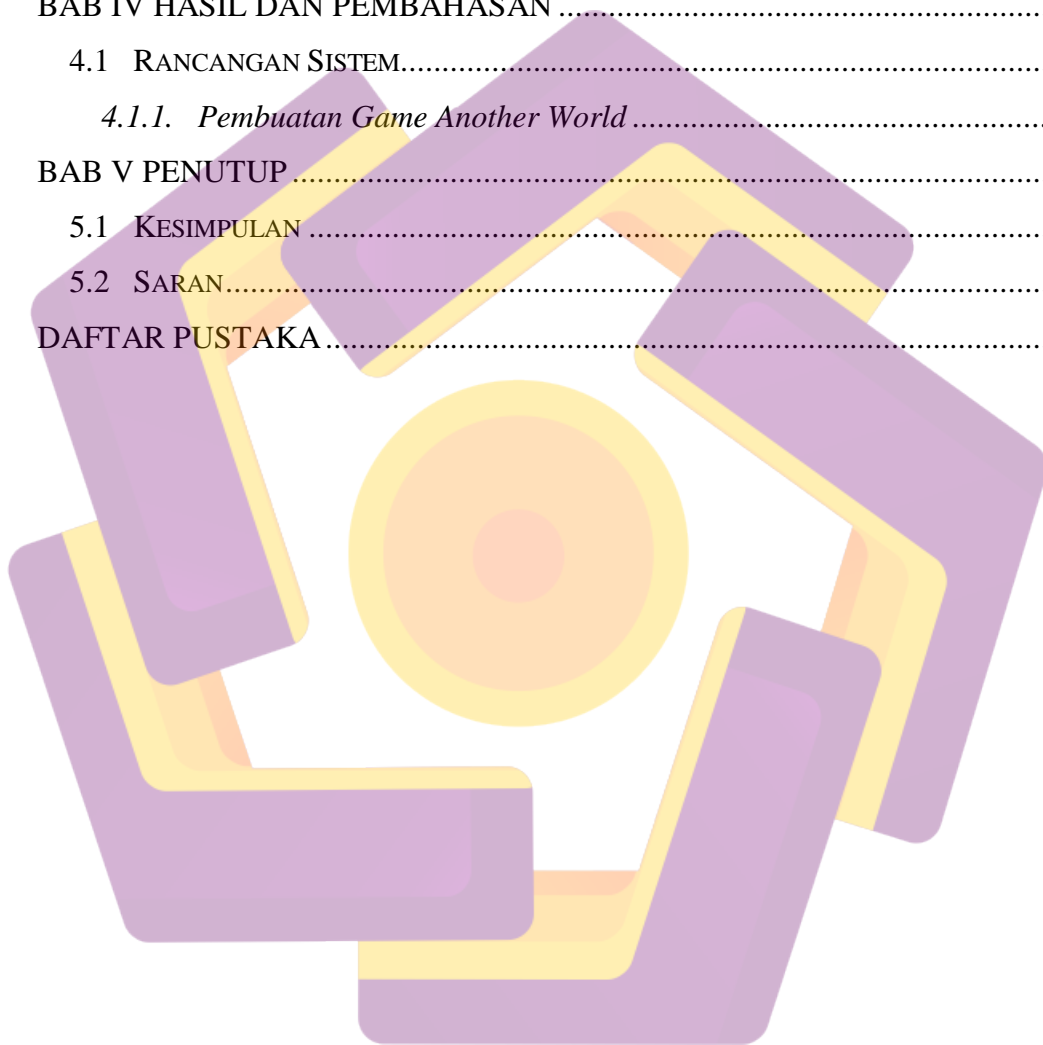 BAB IV HASIL DAN PEMBAHASAN ................................................................
4.1 RANCANGAN SISTEM................................................................................
4.1.1. Pembuatan Game Another World ......................................................
BAB V PENUTUP ................................................................................................
5.1 KESIMPULAN ..........................................................................................
5.2 SARAN......................................................................................................
DAFTAR PUSTAKA ............................................................................................